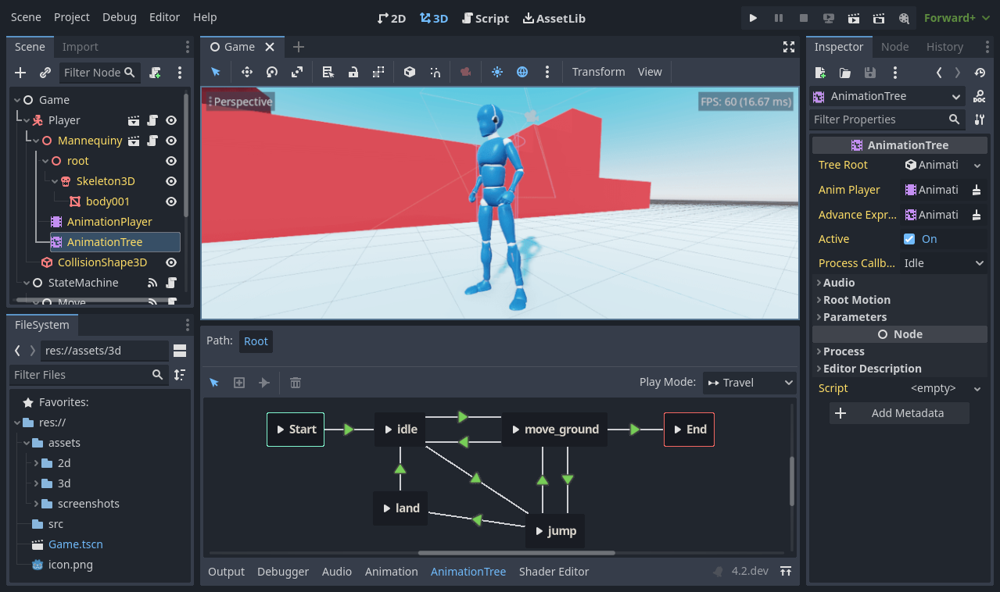 Scene Project Debug Editor Help
2D 3D Script AssetLib
Forward+
Scene Import
Filter Node
Game
Player
Mannequiny
root
Skeleton3D
body001
AnimationPlayer
AnimationTree
CollisionShape3D
StateMachine
Move
FileSystem
res://assets/3d
Filter Files
Favorites:
res://
assets
2d
3d
screenshots
src
Game.tscn
icon.png
Game
Transform View
Perspective
FPS: 60 (16.67 ms)
Path: Root
Play Mode: Travel
Start
idle
move_ground
End
land
jump
Output Debugger Audio Animation AnimationTree Shader Editor
4.2.dev
Inspector Node History
AnimationTree
DOC
Filter Properties
AnimationTree
Tree Root Animati
Anim Player Animati
Advance Expr... Animati
Active On
Process Callb... Idle
Audio
Root Motion
Parameters
Node
Process
Editor Description
Script <empty>
Add Metadata